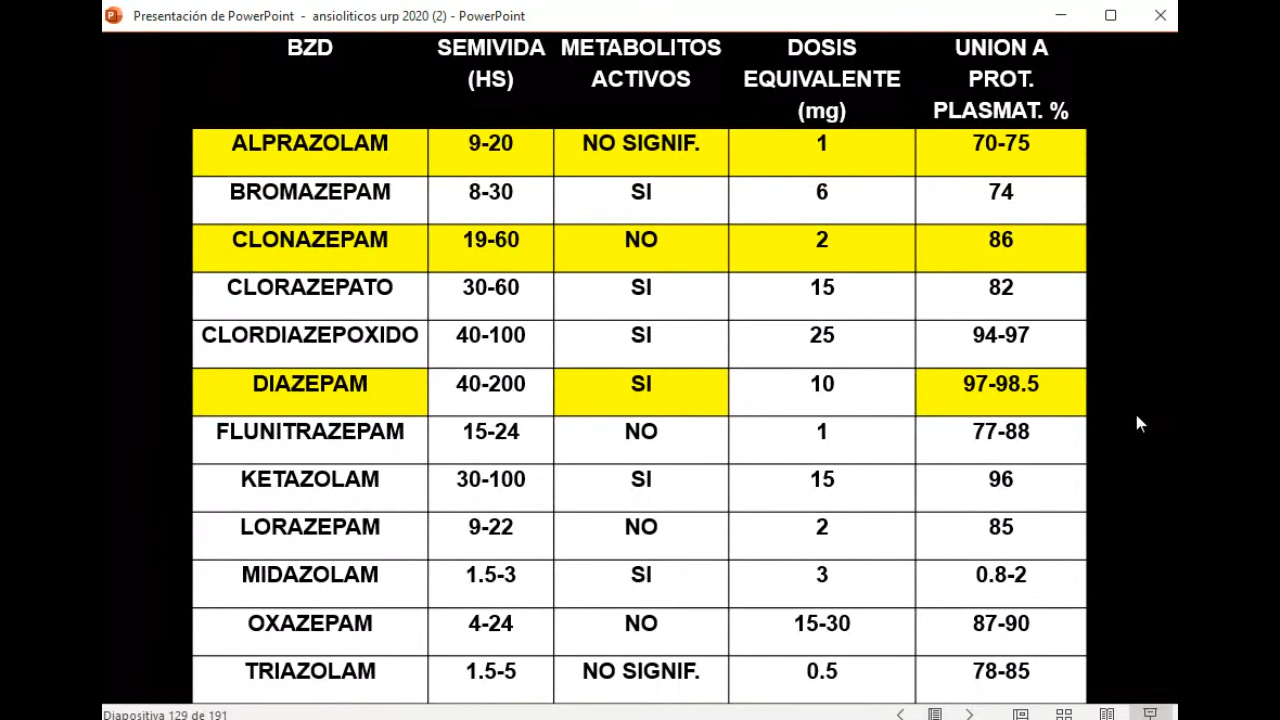 Presentación de PowerPoint - ansioliticos urp 2020 (2) - PowerPoint
BZD SEMIVIDA METABOLITOS DOSIS UNION A
(HS) ACTIVOS EQUIVALENTE PROT.
(mg) PLASMAT. %
ALPRAZOLAM 9-20 NO SIGNIF. 1 70-75
BROMAZEPAM 8-30 SI 6 74
CLONAZEPAM 19-60 NO 2 86
CLORAZEPATO 30-60 SI 15 82
CLORDIAZEPOXIDO 40-100 SI 25 94-97
DIAZEPAM 40-200 SI 10 97-98.5
FLUNITRAZEPAM 15-24 NO 1 77-88
KETAZOLAM 30-100 SI 15 96
LORAZEPAM 9-22 NO 2 85
MIDAZOLAM 1.5-3 SI 3 0.8-2
OXAZEPAM 4-24 NO 15-30 87-90
TRIAZOLAM 1.5-5 NO SIGNIF. 0.5 78-85
Diapositiva 129 de 191